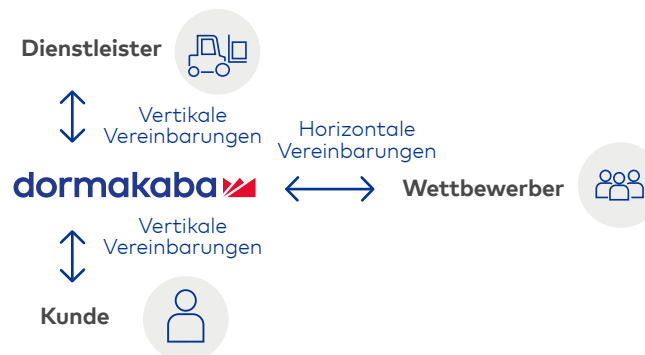 Dienstleister
Vertikale
Vereinbarungen
Horizontale
Vereinbarungen
dormakaba
Wettbewerber
Vertikale
Vereinbarungen
Kunde